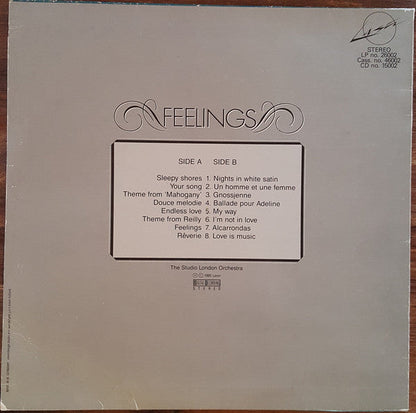 STEREO
LP no. 26002
Cass. no. 46002
CD no. 15002
FEELINGS
SIDE A SIDE B
Sleepy shores 1. Nights in white satin
Your song 2. Un homme et une femme
Theme from 'Mahogany' 3. Gnossjenne
Douce melodie 4. Ballade pour Adeline
Endless love 5. My way
Theme from Reilly 6. I'm not in love
Feelings 7. Alcarrondas
Rêverie 8. Love is music
The Studio London Orchestra
STEREO